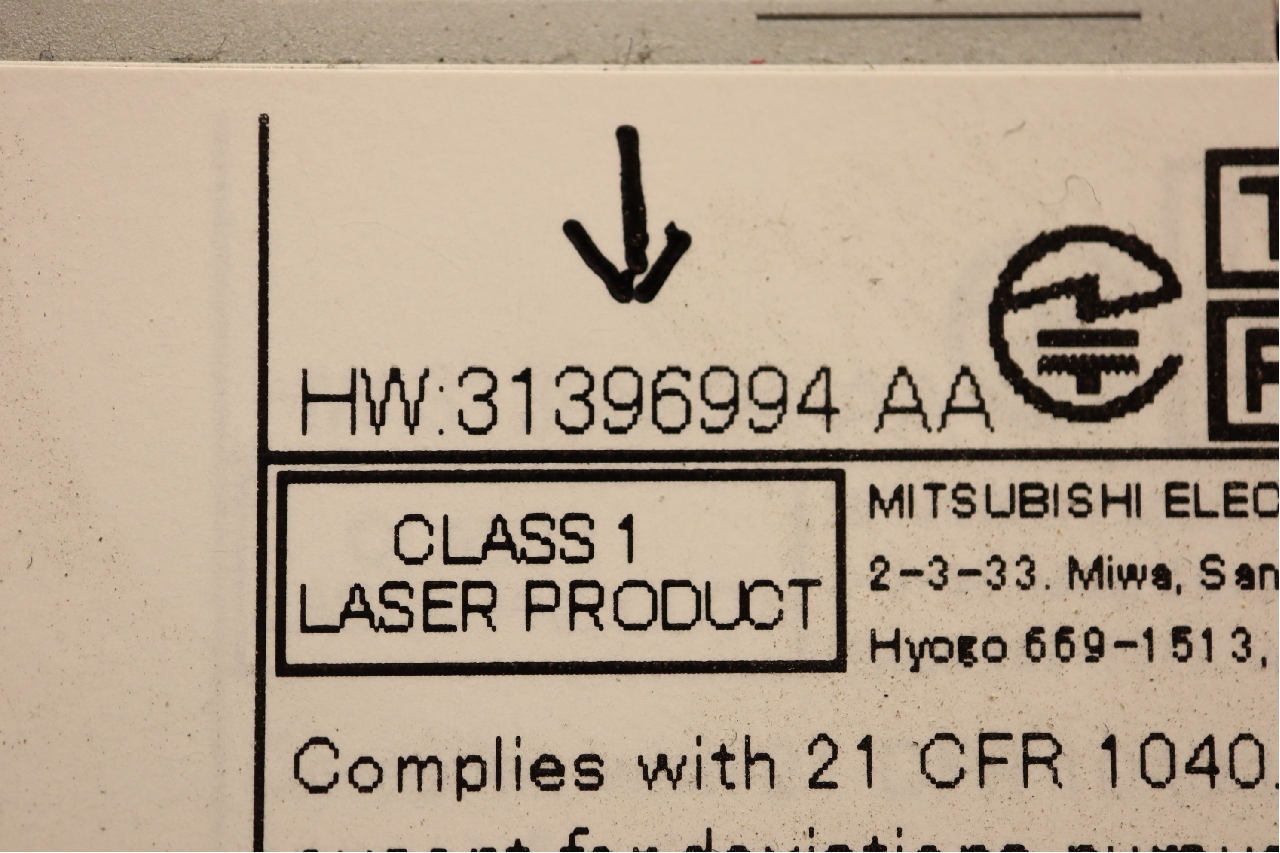 HW:31396994 AA
CLASS 1
LASER PRODUCT
MITSUBISHI ELEC
2-3-33. Miwa, San
Hyogo 669-1513,
Complies with 21 CFR 1040.